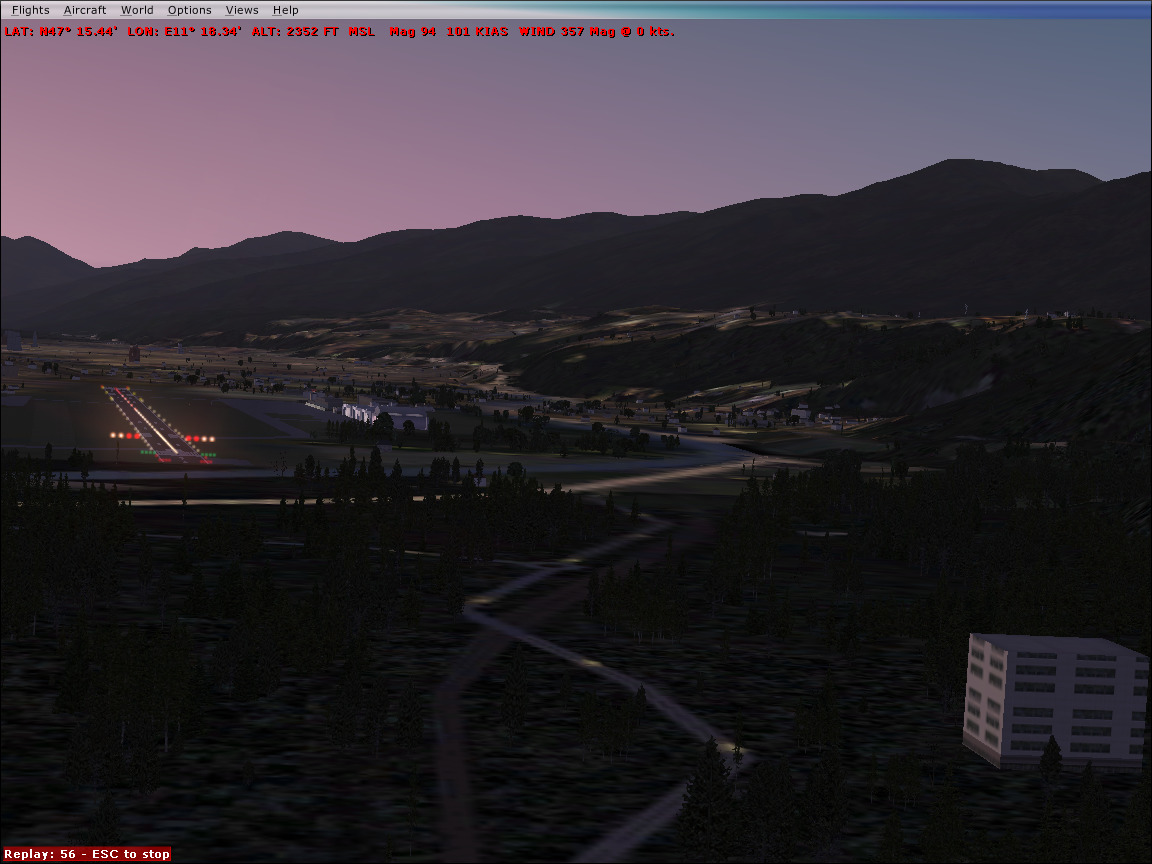 Flights Aircraft World Options Views Help
LAT: N47° 15.44' LON: E11° 18.34' ALT: 2352 FT MSL Mag 94 101 KIAS WIND 357 Mag @ 0 kts.
Replay: 56 - ESC to stop